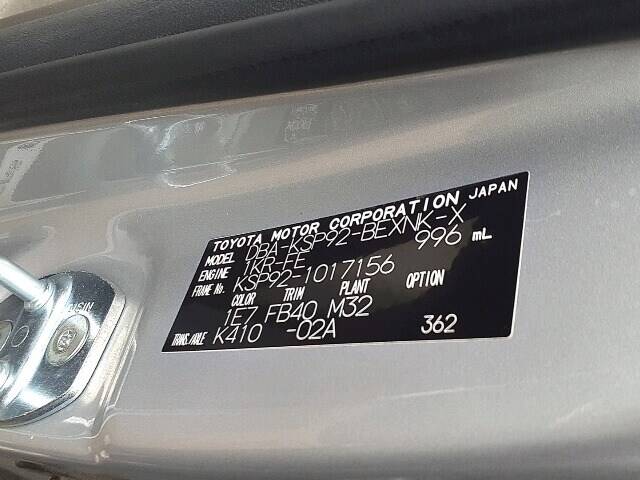 TOYOTA MOTOR CORPORATION JAPAN
MODEL DBA-KSP92-BEXNK-X
ENGINE 1KR-FE 996 mL
FRAME No. KSP92-1017156
COLOR TRIM PLANT OPTION
1E7 FB40 M32
TRANS./AXLE K410 -02A 362